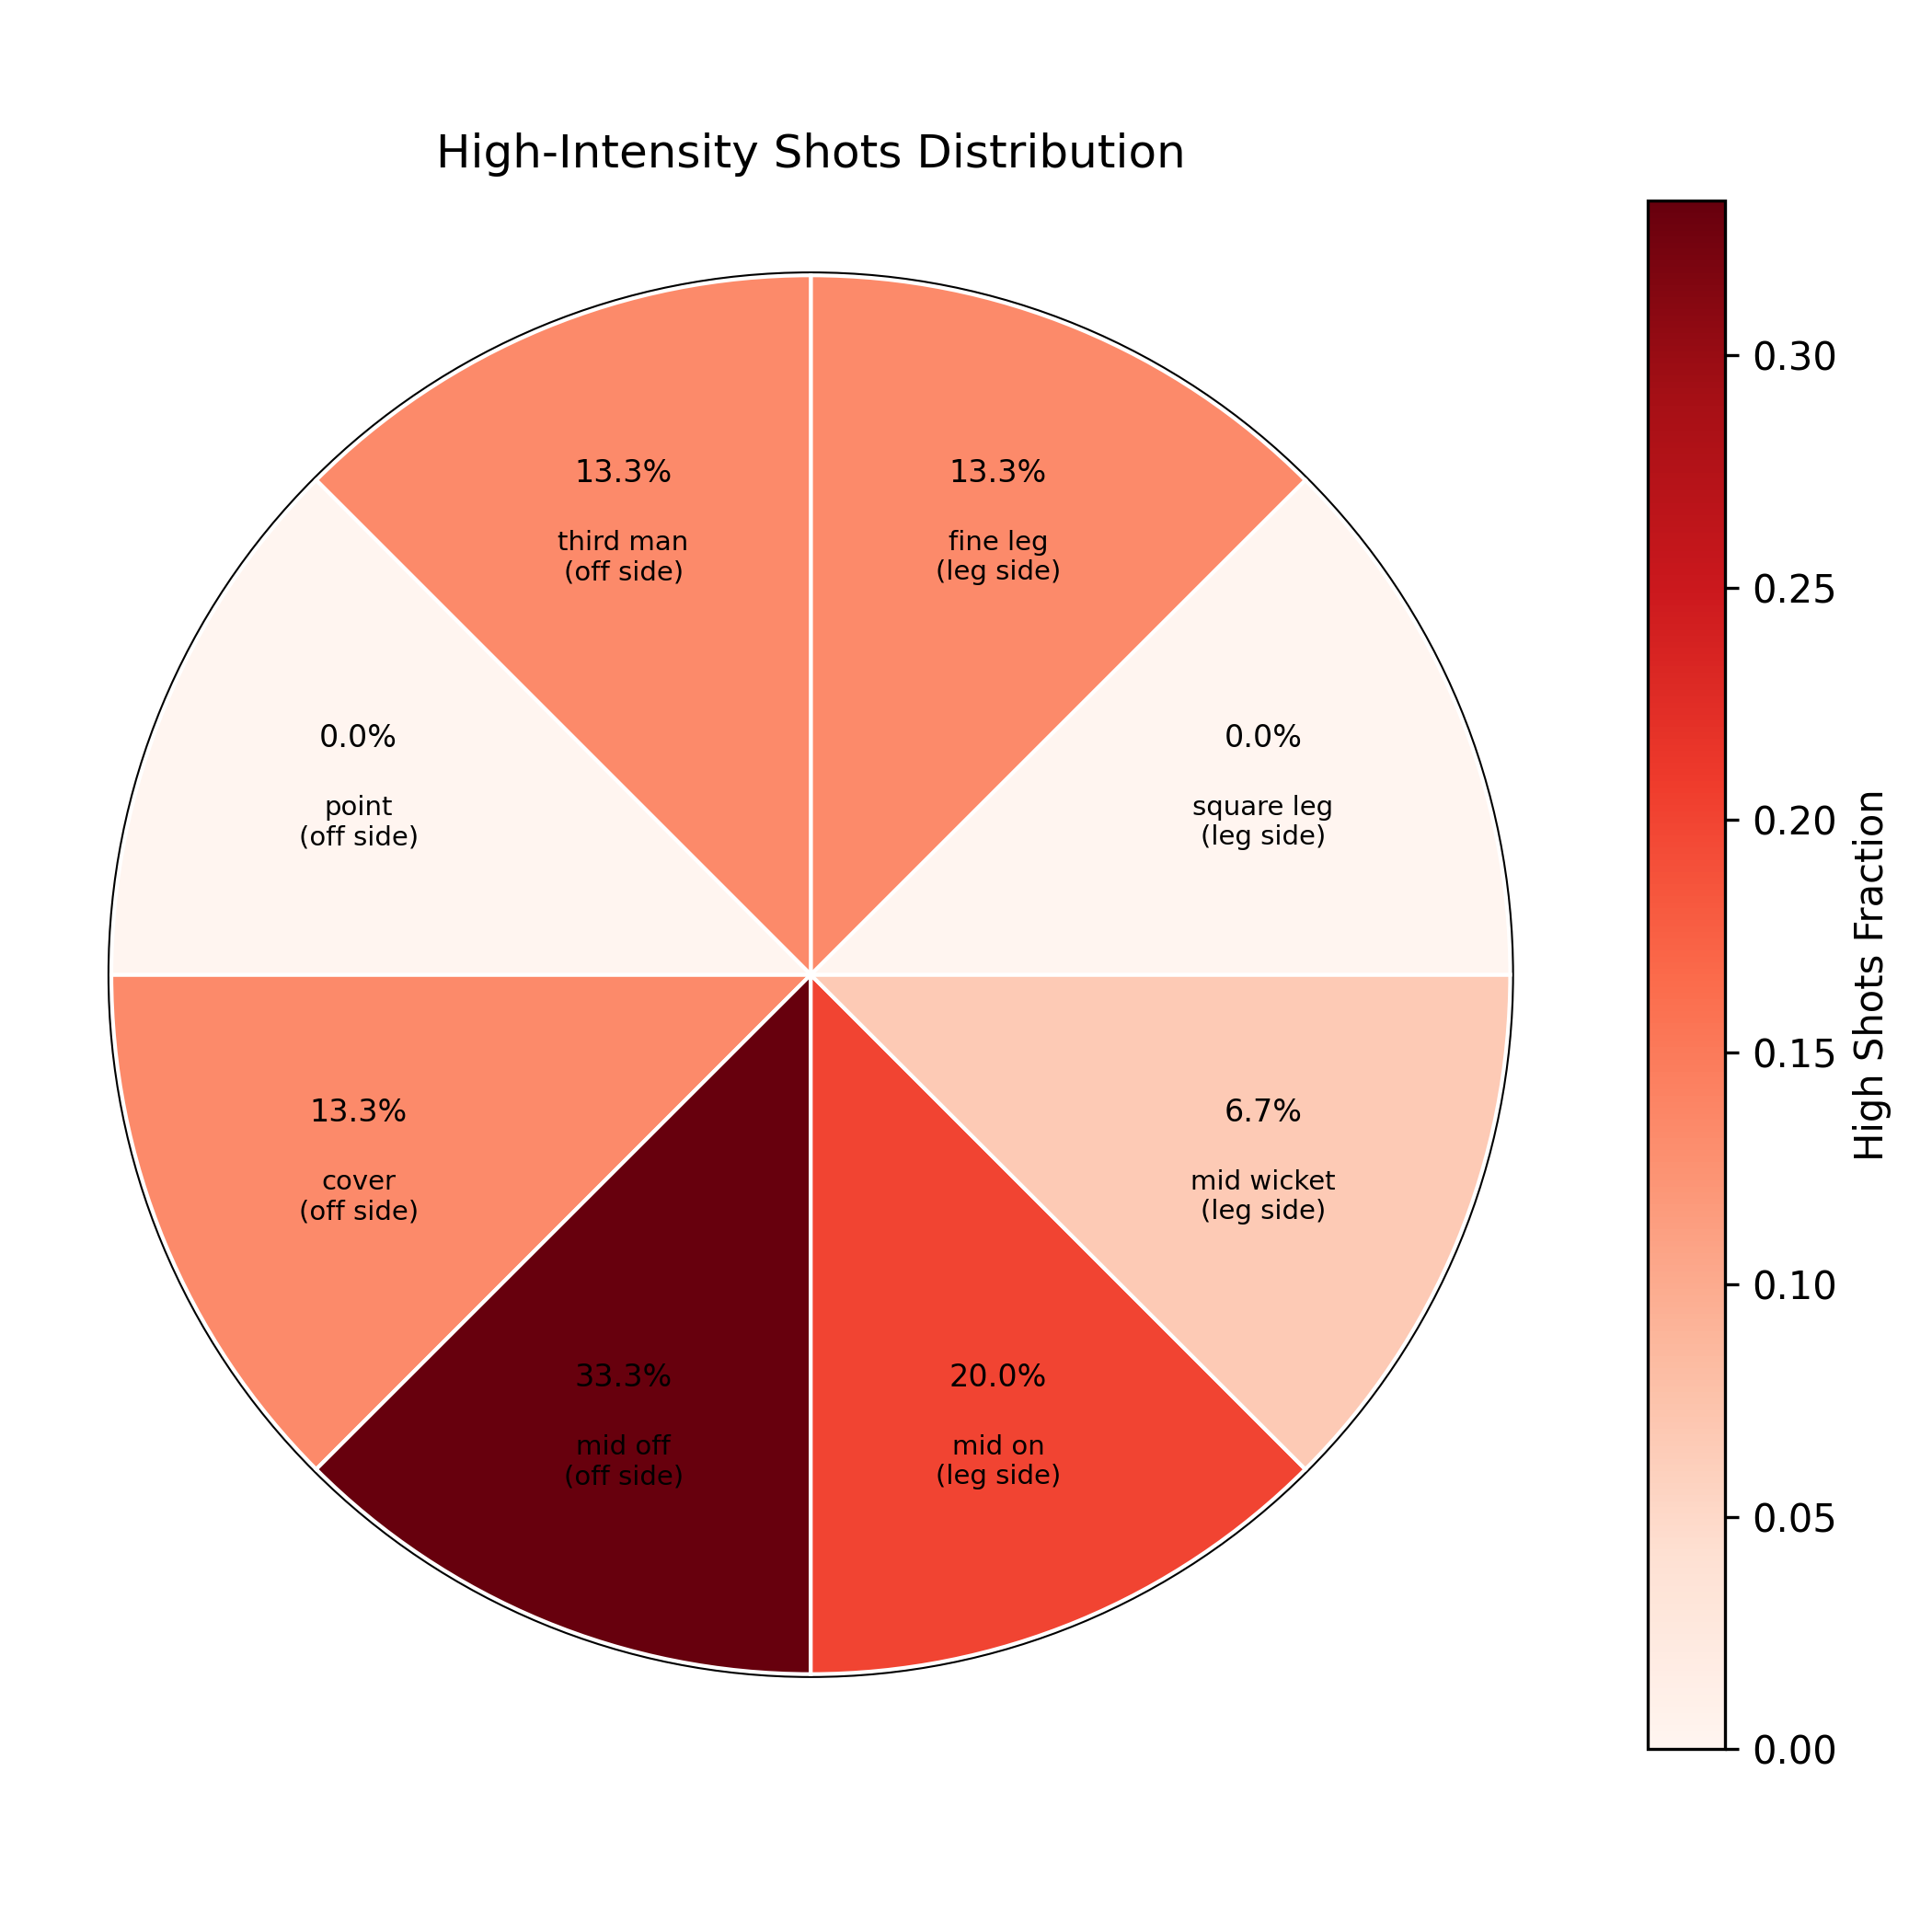 High-Intensity Shots Distribution
13.3%
third man
(off side)
13.3%
fine leg
(leg side)
0.0%
point
(off side)
0.0%
square leg
(leg side)
13.3%
cover
(off side)
6.7%
mid wicket
(leg side)
33.3%
mid off
(off side)
20.0%
mid on
(leg side)
0.30
0.25
0.20
0.15
0.10
0.05
0.00
High Shots Fraction